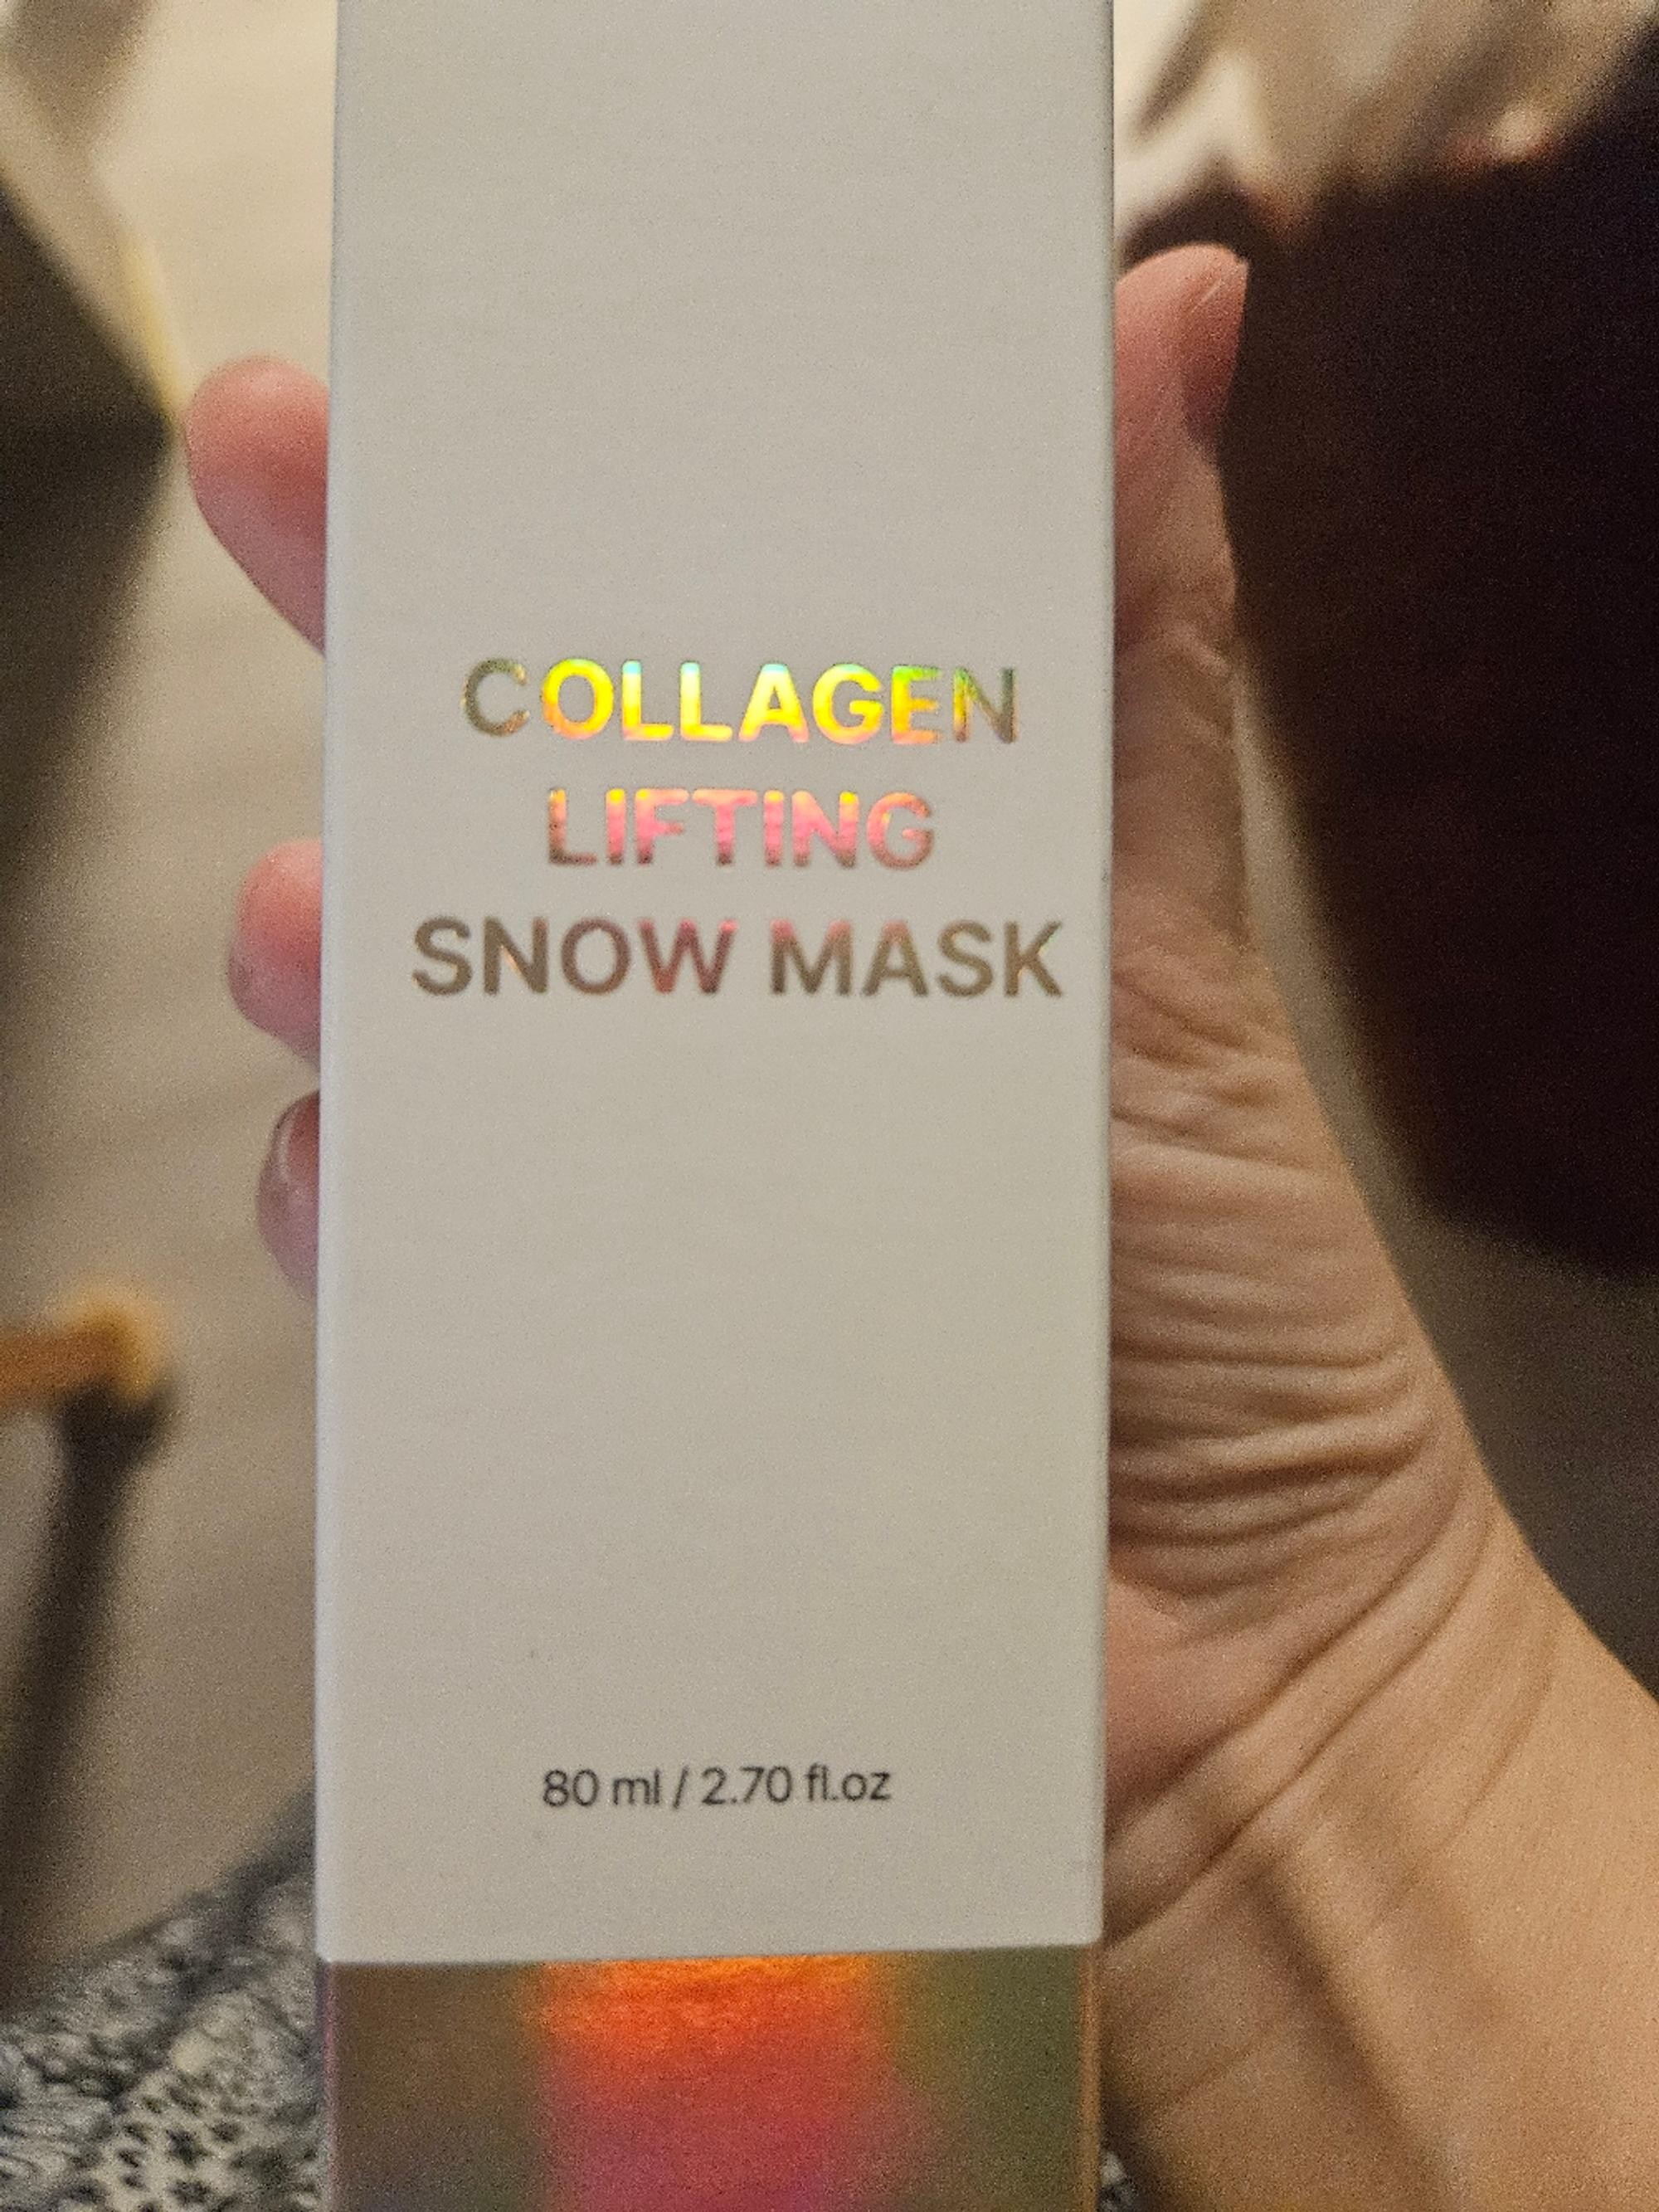 COLLAGEN
LIFTING
SNOW MASK
80 ml / 2.70 fl.oz